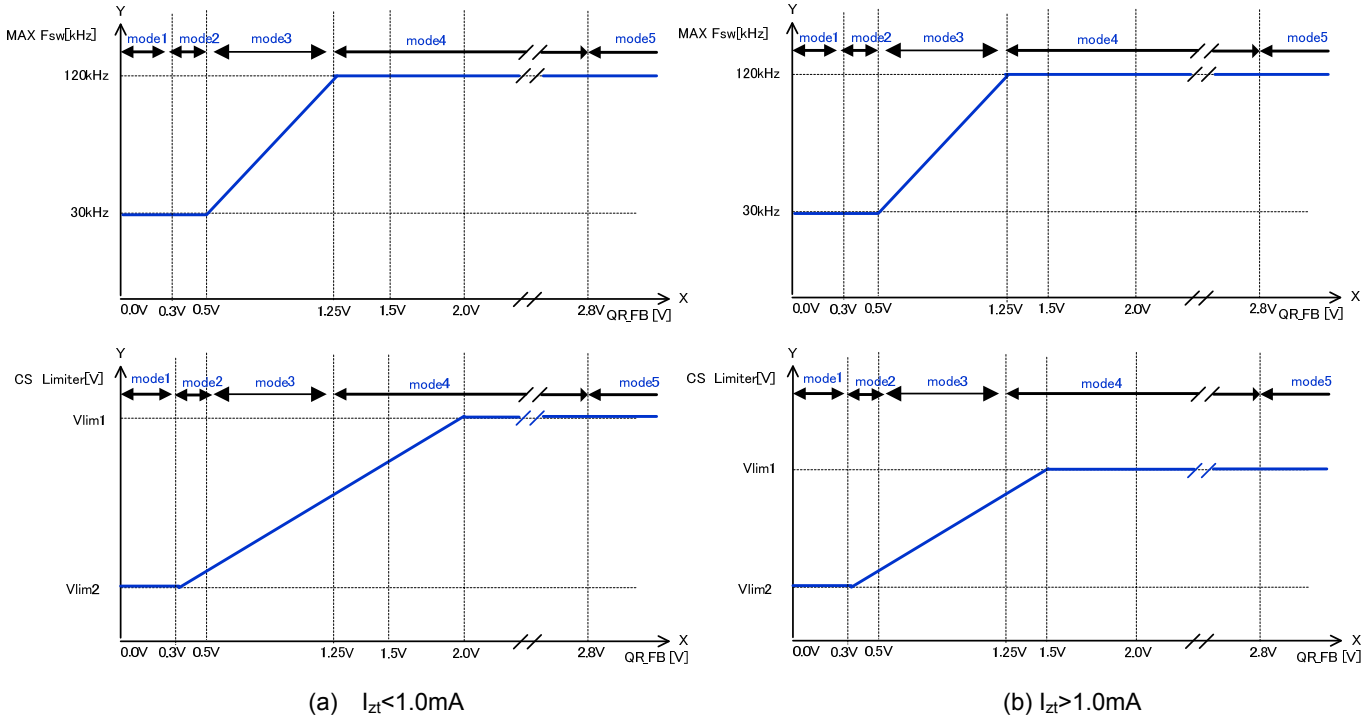 Y
MAX Fsw[kHz]
mode1
mode2
mode3
mode4
mode5
120kHz
30kHz
X
0.0V
0.3V
0.5V
1.25V
1.5V
2.0V
2.8V
QR_FB [V]
Y
MAX Fsw[kHz]
mode1
mode2
mode3
mode4
mode5
120kHz
30kHz
X
0.0V
0.3V
0.5V
1.25V
1.5V
2.0V
2.8V
QR_FB [V]
Y
CS Limiter[V]
mode1
mode2
mode3
mode4
mode5
Vlim1
Vlim2
X
0.0V
0.3V
0.5V
1.25V
1.5V
2.0V
2.8V
QR_FB [V]
Y
CS Limiter[V]
mode1
mode2
mode3
mode4
mode5
Vlim1
Vlim2
X
0.0V
0.3V
0.5V
1.25V
1.5V
2.0V
2.8V
QR_FB [V]
(a) Izt<1.0mA
(b) Izt>1.0mA